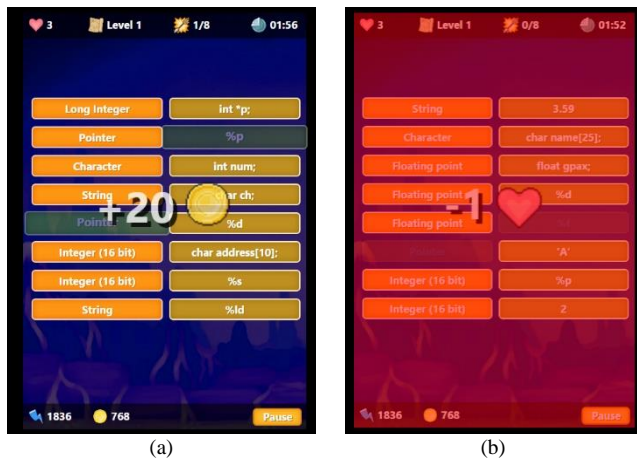 3 Level 1 1/8 01:56
Long integer int *p;
Pointer %p
Character int num;
String char ch;
+20
Pointer %d
Integer (16 bit) char address[10];
Integer (16 bit) %s
String %ld
1836 768 Pause
(a)
3 Level 1 0/8 01:52
String 3.59
Character char name[25];
Floating point float gpax;
Floating point %d
-1
Floating point
'A'
Integer (16 bit) %p
Integer (16 bit) 2
1836 768 Pause
(b)